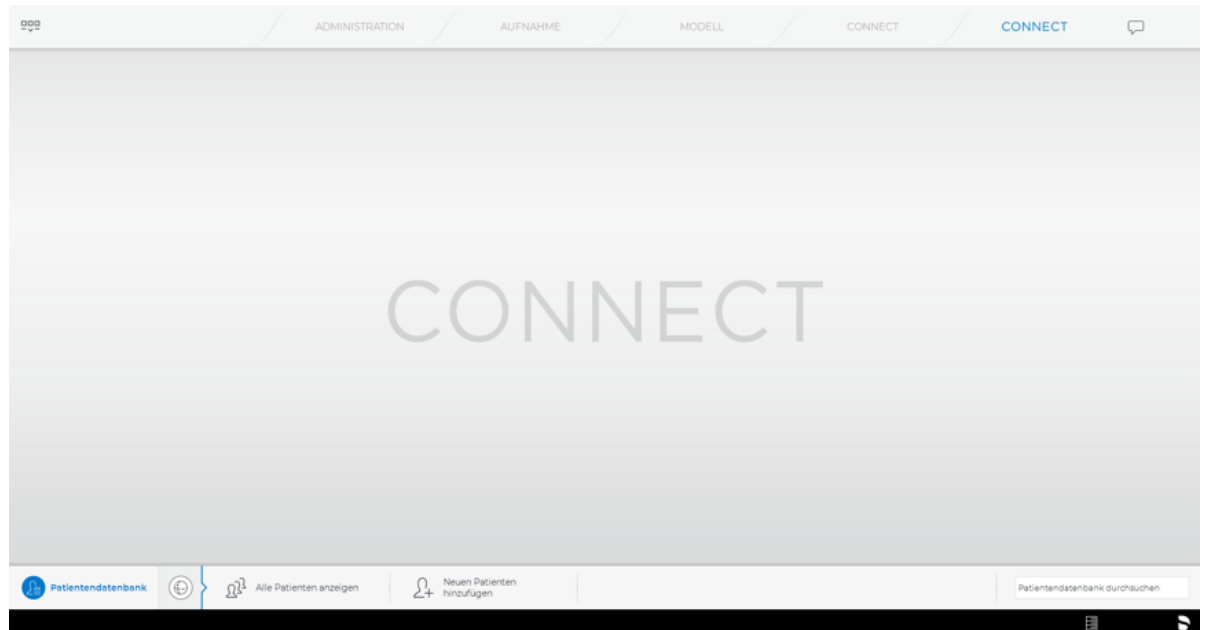 ADMINISTRATION
AUFNAHME
MODELL
CONNECT
CONNECT
CONNECT
Patientendatenbank
Alle Patienten anzeigen
Neuen Patienten
hinzufügen
Patientendatenbank durchsuchen